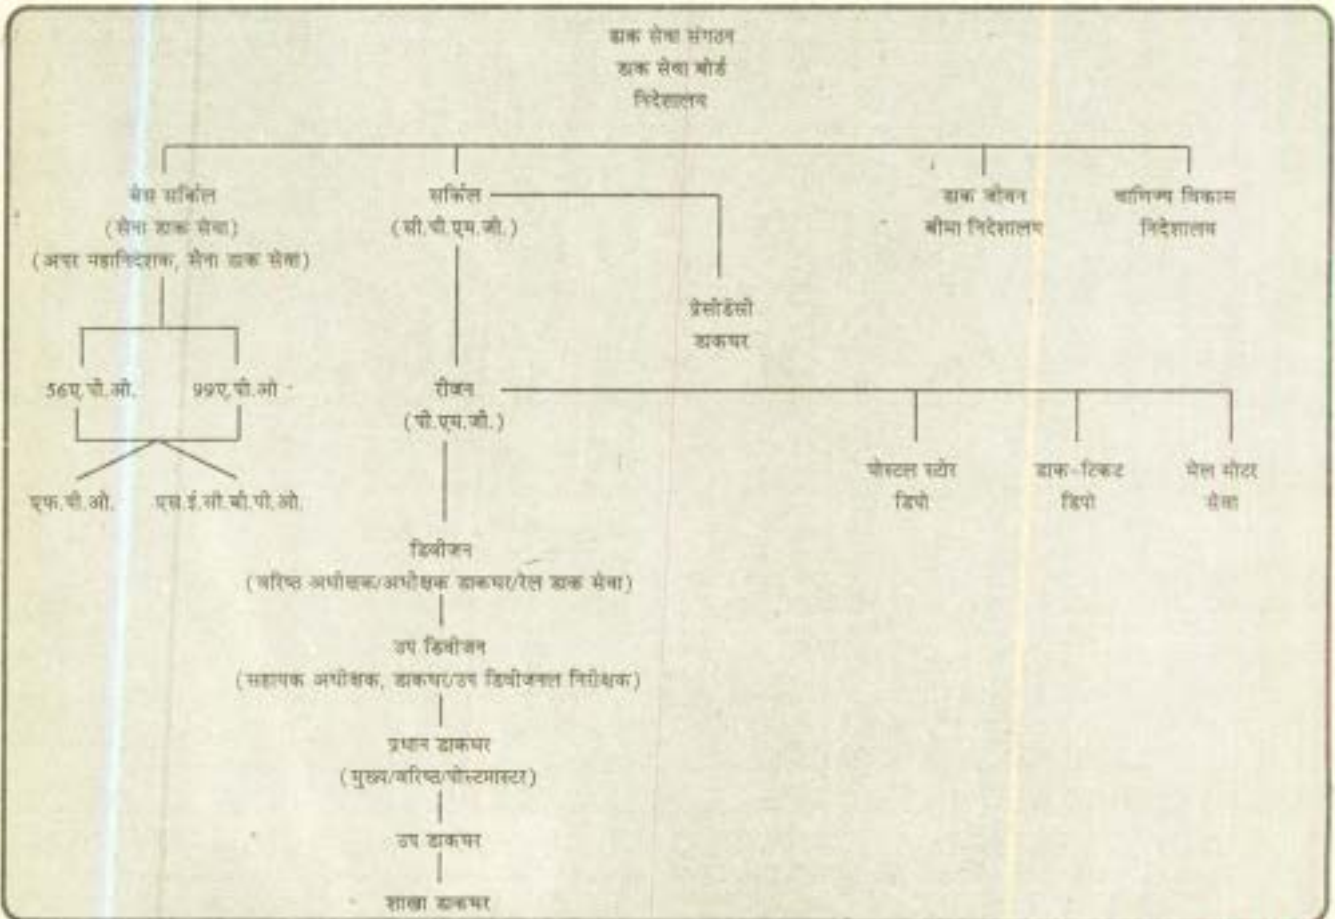 डाक सेवा संगठन
डाक सेवा बोर्ड
निदेशालय
बेस सर्किल
(सेना डाक सेवा)
(अपर महानिदेशक, सेना डाक सेवा)
सर्किल
(सी.पी.एम.जी.)
डाक जीवन
बीमा निदेशालय
वाणिज्य विकास
निदेशालय
प्रेसीडेंसी
डाकघर
56ए.पी.ओ.
99ए.पी.ओ
रीजन
(पी.एम.जी.)
एफ.पी.ओ.
एस.ई.सी.बी.पी.ओ.
पोस्टल स्टोर
डिपो
डाक-टिकट
डिपो
मेल मोटर
सेवा
डिवीजन
(वरिष्ठ अधीक्षक/अधीक्षक डाकघर/रेल डाक सेवा)
उप डिवीजन
(सहायक अधीक्षक, डाकघर/उप डिवीजनल निरीक्षक)
प्रधान डाकघर
(मुख्य/वरिष्ठ/पोस्टमास्टर)
उप डाकघर
शाखा डाकघर